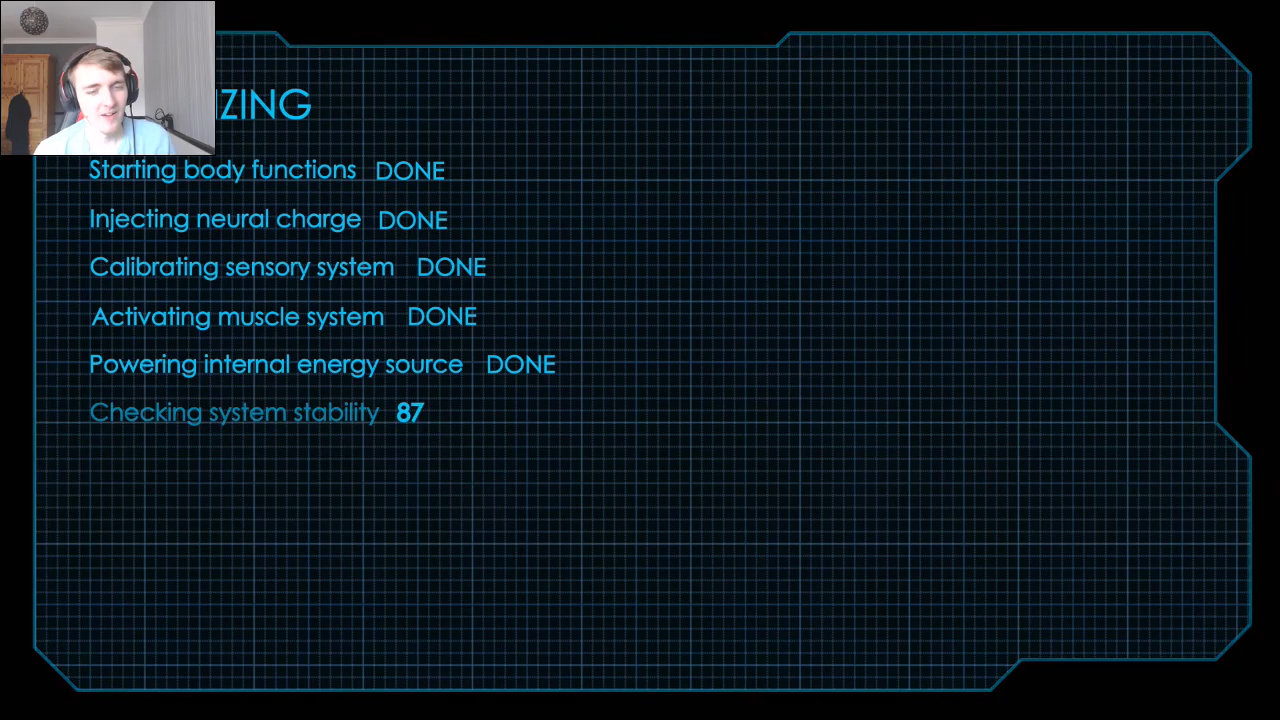 IZING
Starting body functions DONE
Injecting neural charge DONE
Calibrating sensory system DONE
Activating muscle system DONE
Powering internal energy source DONE
Checking system stability 87